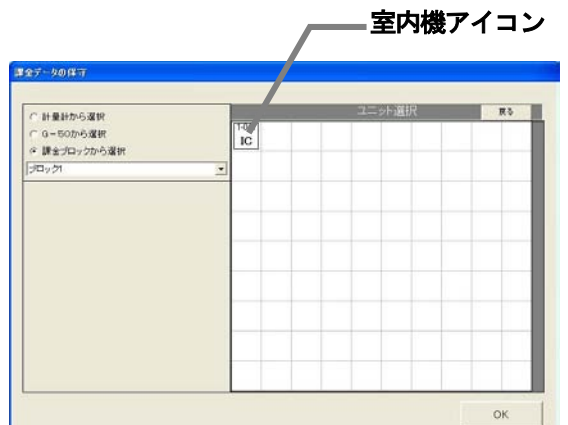 室内機アイコン
課金データの保守
計量計から選択
G-50から選択
課金ブロックから選択
ブロック1
ユニット選択
戻る
IC
OK